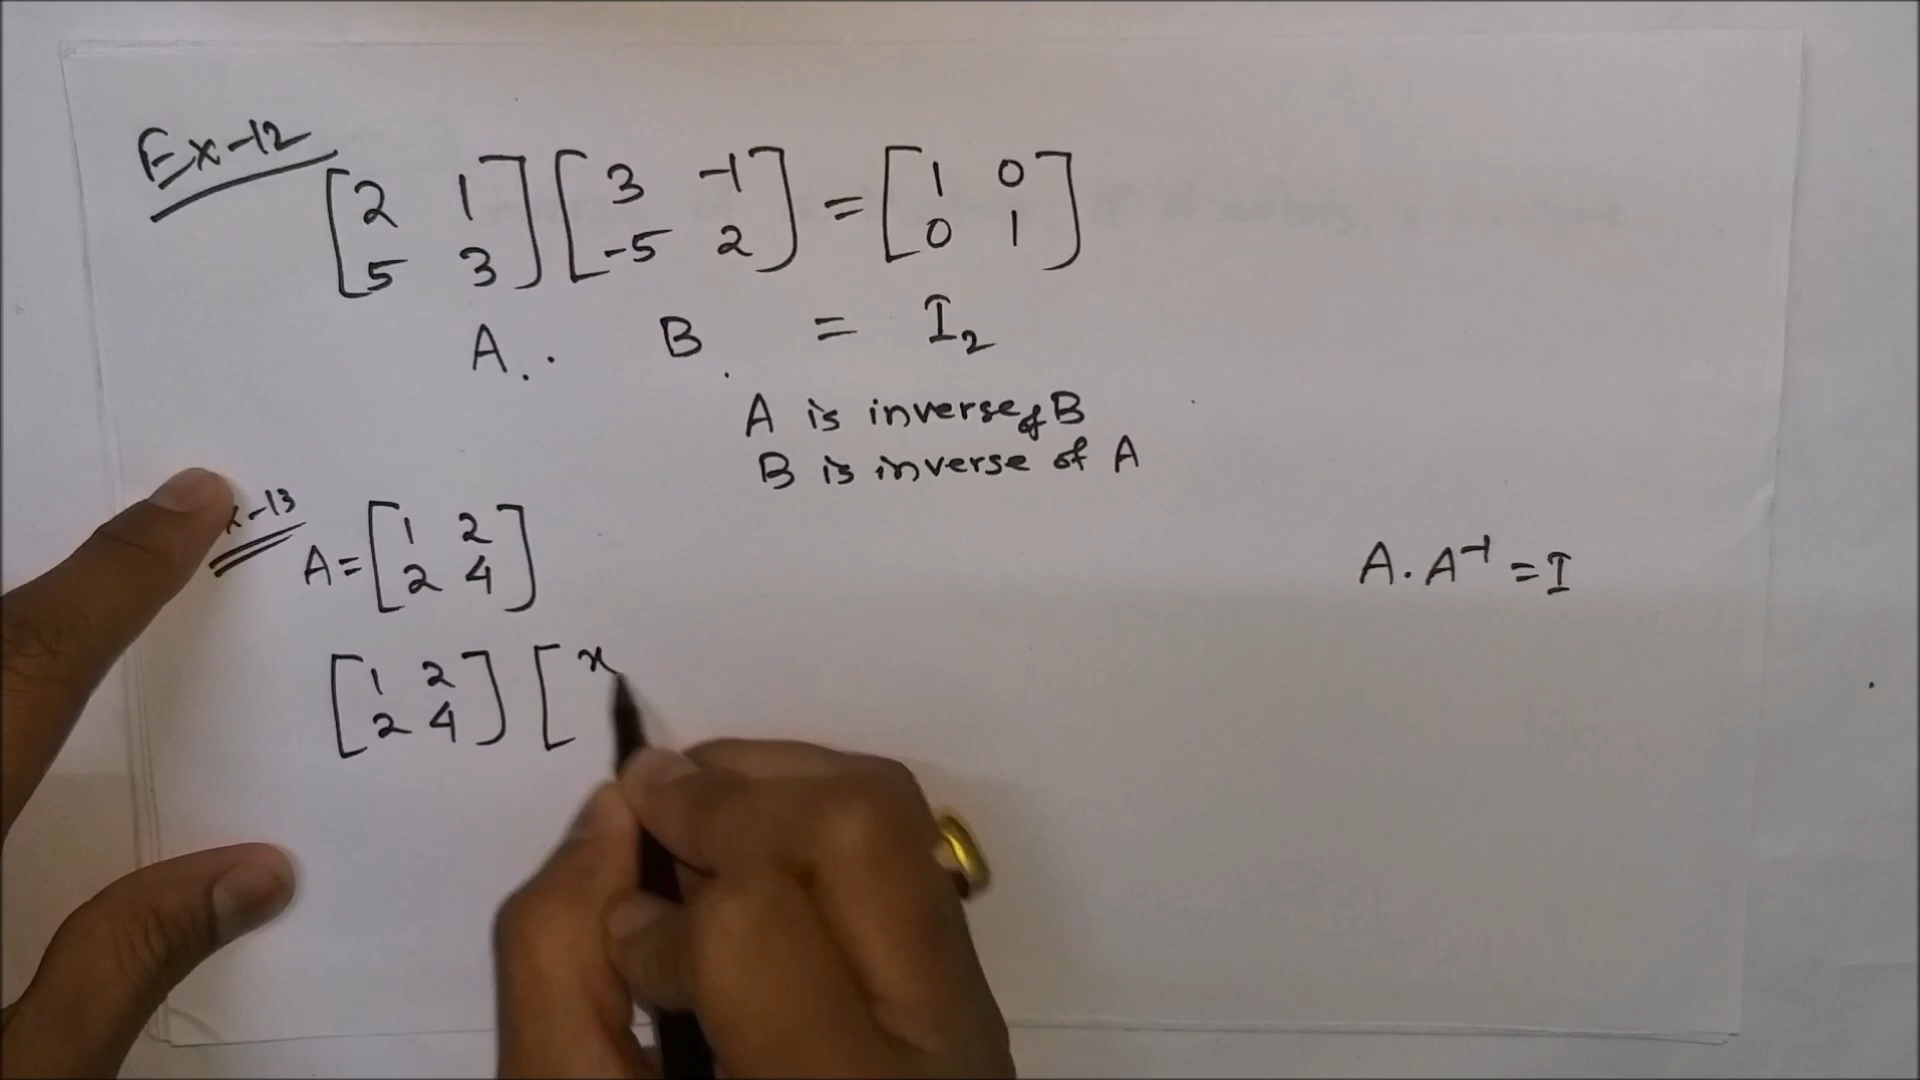 Ex-12
[2 1 [3 -1 = [1 0
5 3] -5 2] 0 1]
A . B = I₂
A is inverse of B
B is inverse of A
x-13
A = [1 2
2 4]
A . A⁻¹ = I
[1 2 [x
2 4]